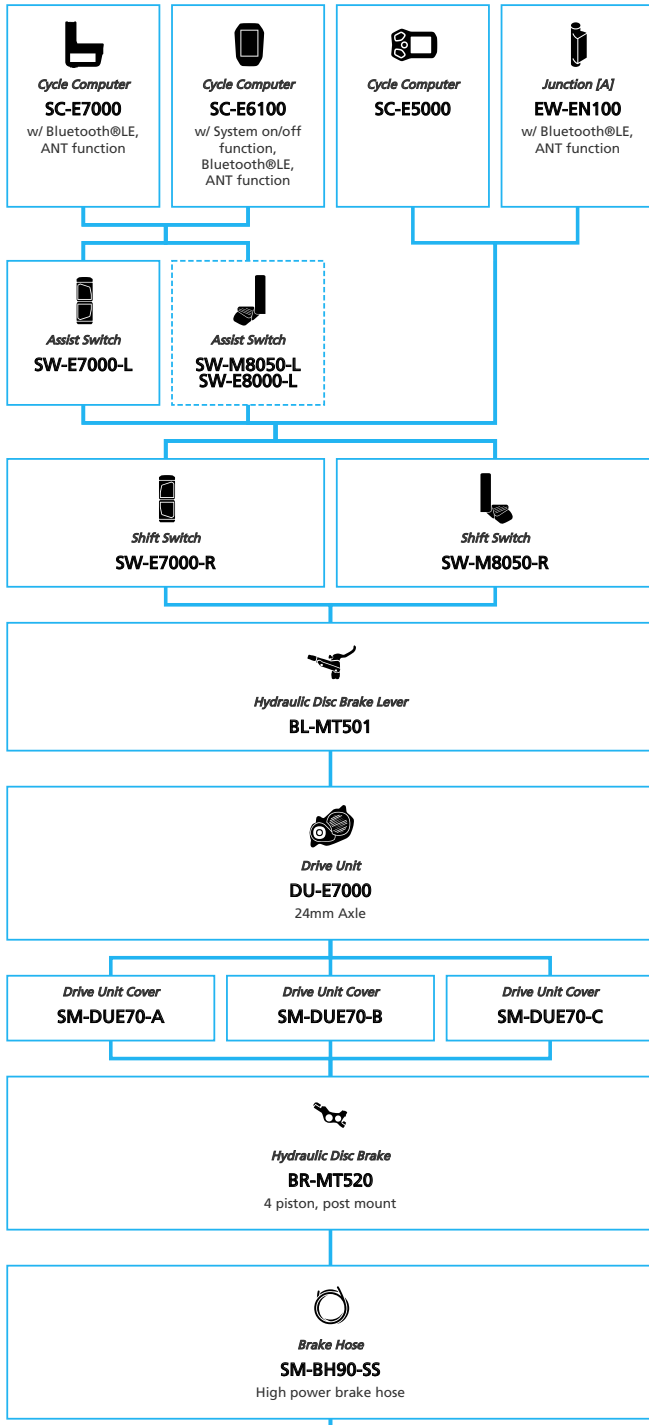 Cycle Computer
SC-E7000
w/ Bluetooth®LE,
ANT function
Cycle Computer
SC-E6100
w/ System on/off
function,
Bluetooth®LE,
ANT function
Cycle Computer
SC-E5000
Junction [A]
EW-EN100
w/ Bluetooth®LE,
ANT function
Assist Switch
SW-E7000-L
Assist Switch
SW-M8050-L
SW-E8000-L
Shift Switch
SW-E7000-R
Shift Switch
SW-M8050-R
Hydraulic Disc Brake Lever
BL-MT501
Drive Unit
DU-E7000
24mm Axle
Drive Unit Cover
SM-DUE70-A
Drive Unit Cover
SM-DUE70-B
Drive Unit Cover
SM-DUE70-C
Hydraulic Disc Brake
BR-MT520
4 piston, post mount
Brake Hose
SM-BH90-SS
High power brake hose